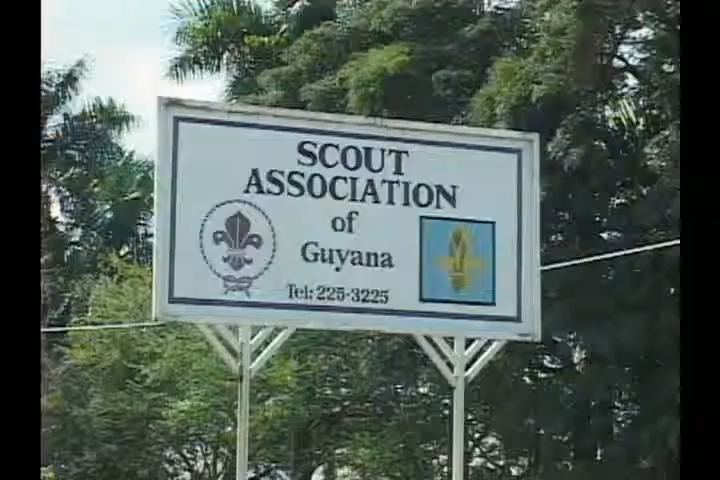 SCOUT
ASSOCIATION
of
Guyana
Tel: 225-3225